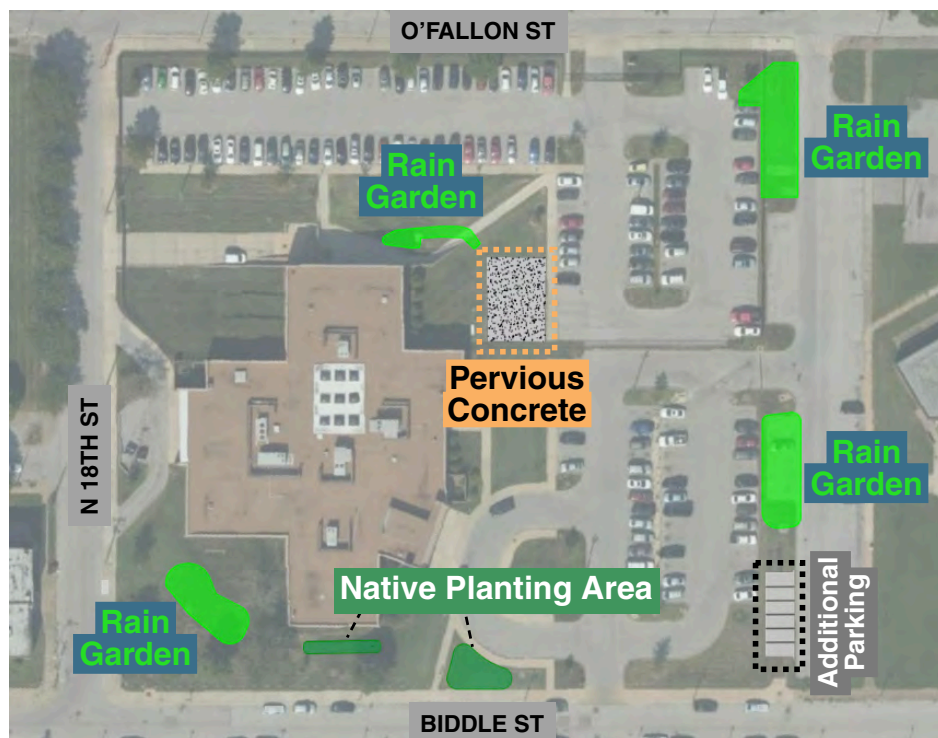 O'FALLON ST
Rain
Garden
Rain
Garden
Pervious
Concrete
N 18TH ST
Rain
Garden
Native Planting Area
Rain
Garden
Additional
Parking
BIDDLE ST